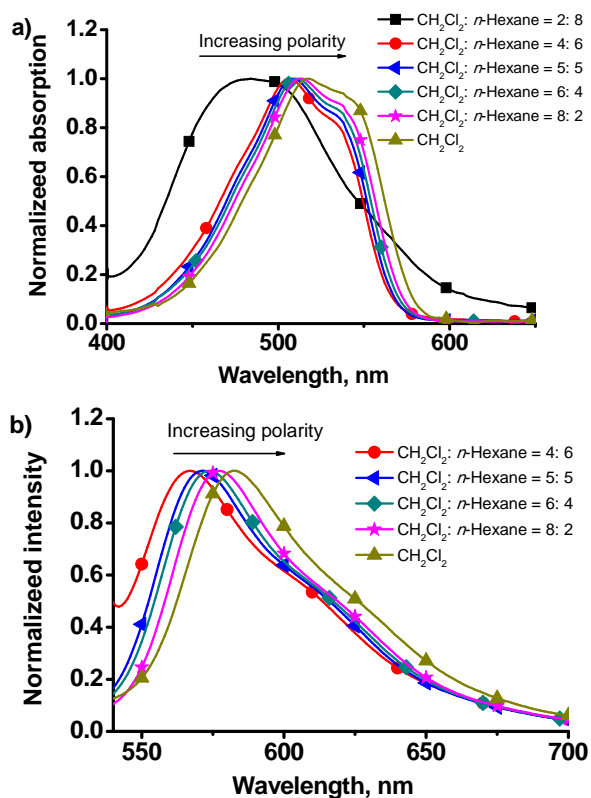 a)
Increasing polarity
CH₂Cl₂: n-Hexane = 2: 8
CH₂Cl₂: n-Hexane = 4: 6
CH₂Cl₂: n-Hexane = 5: 5
CH₂Cl₂: n-Hexane = 6: 4
CH₂Cl₂: n-Hexane = 8: 2
CH₂Cl₂
Normalizeed absorption
1.0
0.8
0.6
0.4
0.2
0.0
400 500 600
Wavelength, nm
b)
Increasing polarity
CH₂Cl₂: n-Hexane = 4: 6
CH₂Cl₂: n-Hexane = 5: 5
CH₂Cl₂: n-Hexane = 6: 4
CH₂Cl₂: n-Hexane = 8: 2
CH₂Cl₂
Normalizeed intensity
1.2
1.0
0.8
0.6
0.4
0.2
0.0
550 600 650 700
Wavelength, nm